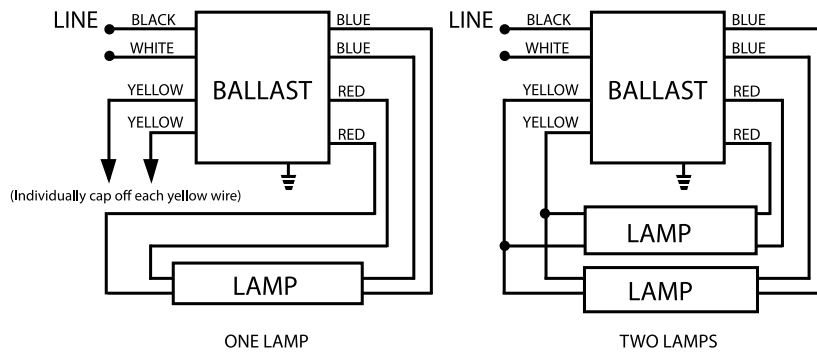 LINE
BLACK
WHITE
YELLOW
YELLOW
BALLAST
BLUE
BLUE
RED
RED
(Individually cap off each yellow wire)
LAMP
ONE LAMP
LINE
BLACK
WHITE
YELLOW
YELLOW
BALLAST
BLUE
BLUE
RED
RED
LAMP
LAMP
TWO LAMPS